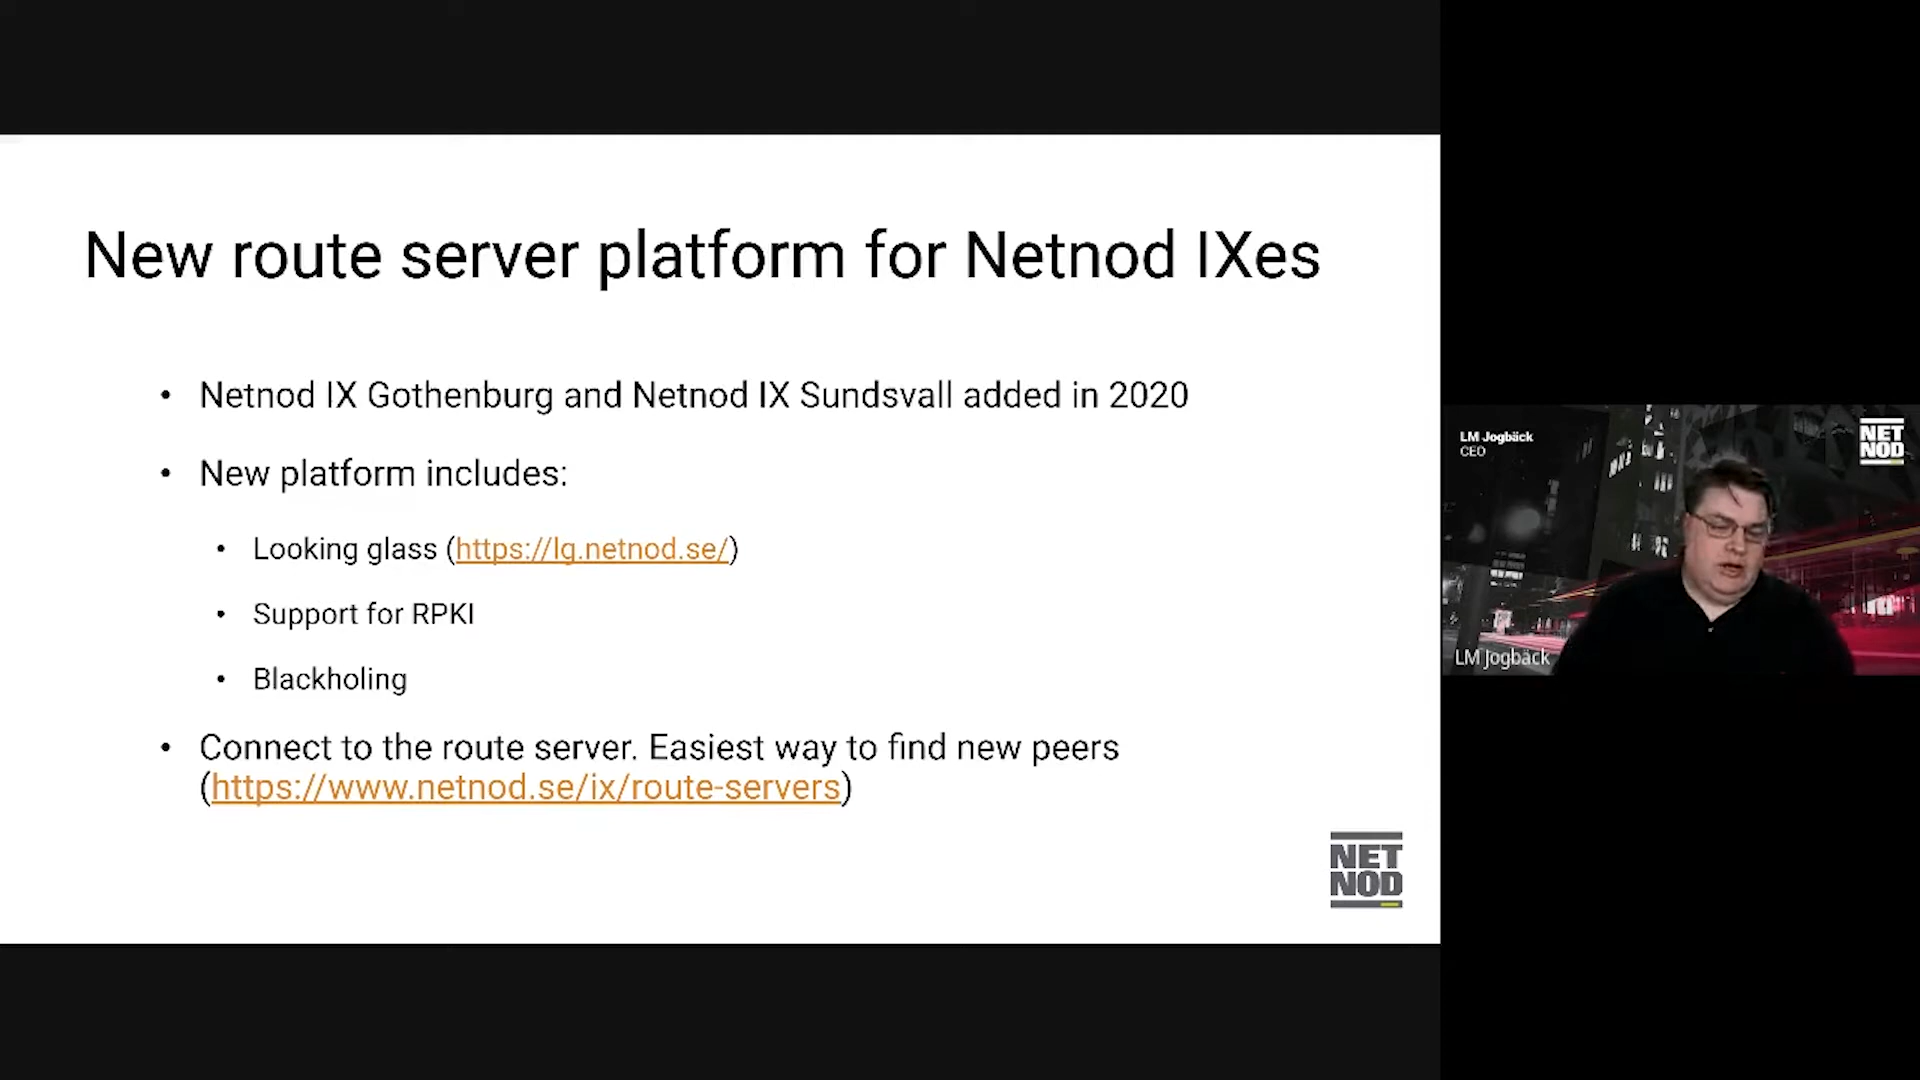 New route server platform for Netnod IXes
• Netnod IX Gothenburg and Netnod IX Sundsvall added in 2020
• New platform includes:
• Looking glass (https://lg.netnod.se/)
• Support for RPKI
• Blackholing
• Connect to the route server. Easiest way to find new peers
(https://www.netnod.se/ix/route-servers)
NET
NOD
LM Jogbäck
CEO
NET
NOD
LM Jogbäck